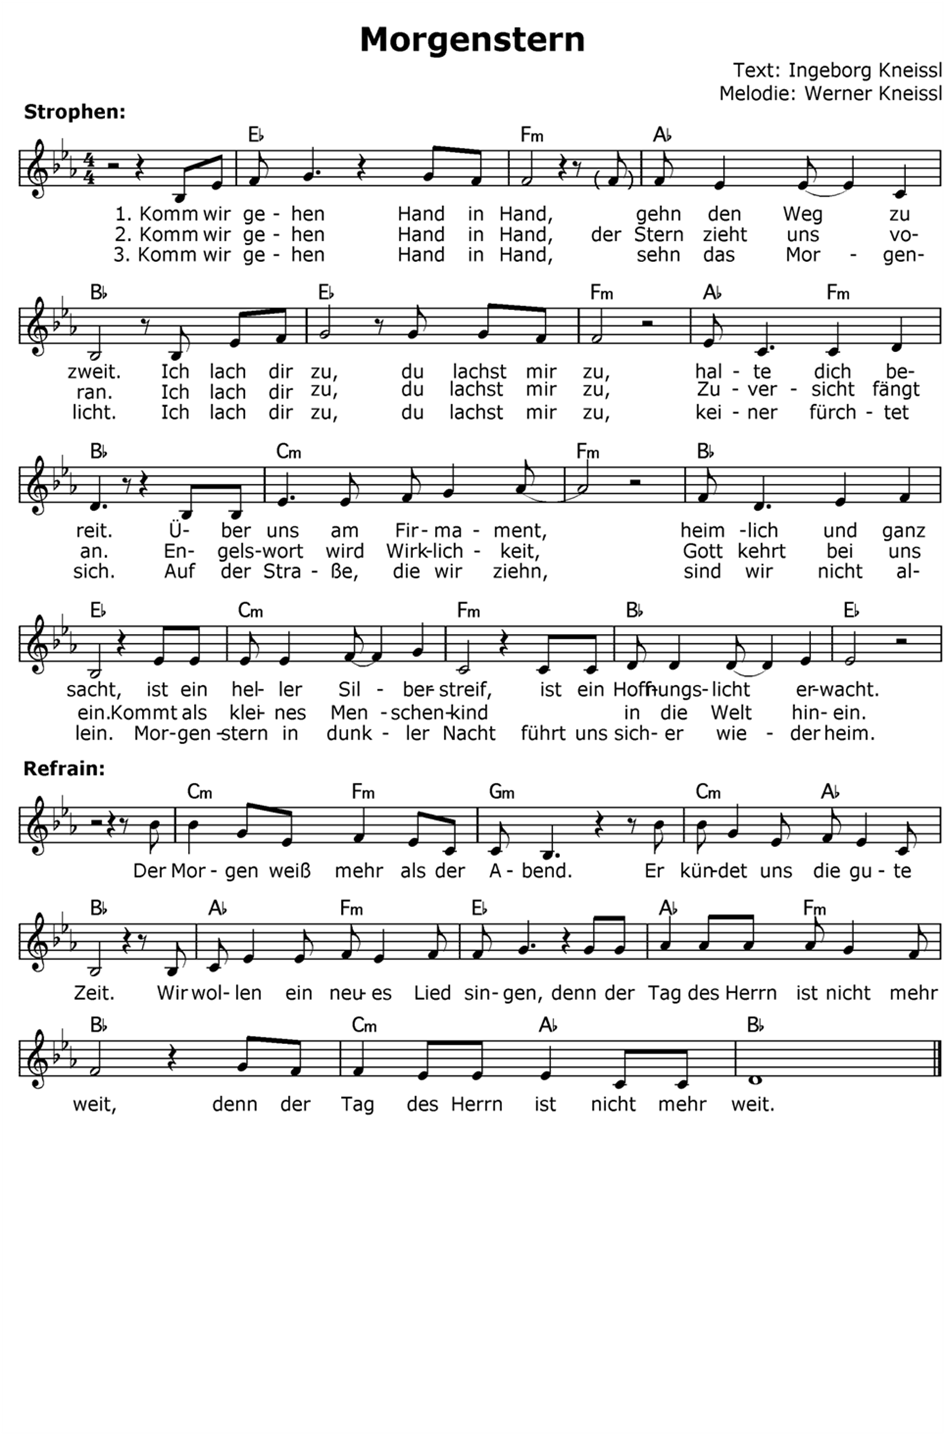 Morgenstern
Text: Ingeborg Kneissl
Melodie: Werner Kneissl
Strophen:
E♭ Fm A♭
1. Komm wir ge - hen Hand in Hand, gehn den Weg zu
2. Komm wir ge - hen Hand in Hand, der Stern zieht uns vo-
3. Komm wir ge - hen Hand in Hand, sehn das Mor - gen-
B♭ E♭ Fm A♭ Fm
zweit. Ich lach dir zu, du lachst mir zu, hal - te dich be-
ran. Ich lach dir zu, du lachst mir zu, Zu - ver - sicht fängt
licht. Ich lach dir zu, du lachst mir zu, kei - ner fürch - tet
B♭ Cm Fm B♭
reit. Ü- ber uns am Fir - ma - ment, heim -lich und ganz
an. En- gels-wort wird Wirk-lich - keit, Gott kehrt bei uns
sich. Auf der Stra - ße, die wir ziehn, sind wir nicht al-
E♭ Cm Fm B♭ E♭
sacht, ist ein hel- ler Sil - ber-streif, ist ein Hoff-nungs-licht er-wacht.
ein.Kommt als klei- nes Men - schen-kind in die Welt hin- ein.
lein. Mor-gen-stern in dunk - ler Nacht führt uns sich- er wie - der heim.
Refrain:
Cm Fm Gm Cm A♭
Der Mor - gen weiß mehr als der A - bend. Er kün-det uns die gu - te
B♭ A♭ Fm E♭ A♭ Fm
Zeit. Wir wol- len ein neu- es Lied sin- gen, denn der Tag des Herrn ist nicht mehr
B♭ Cm A♭ B♭
weit, denn der Tag des Herrn ist nicht mehr weit.